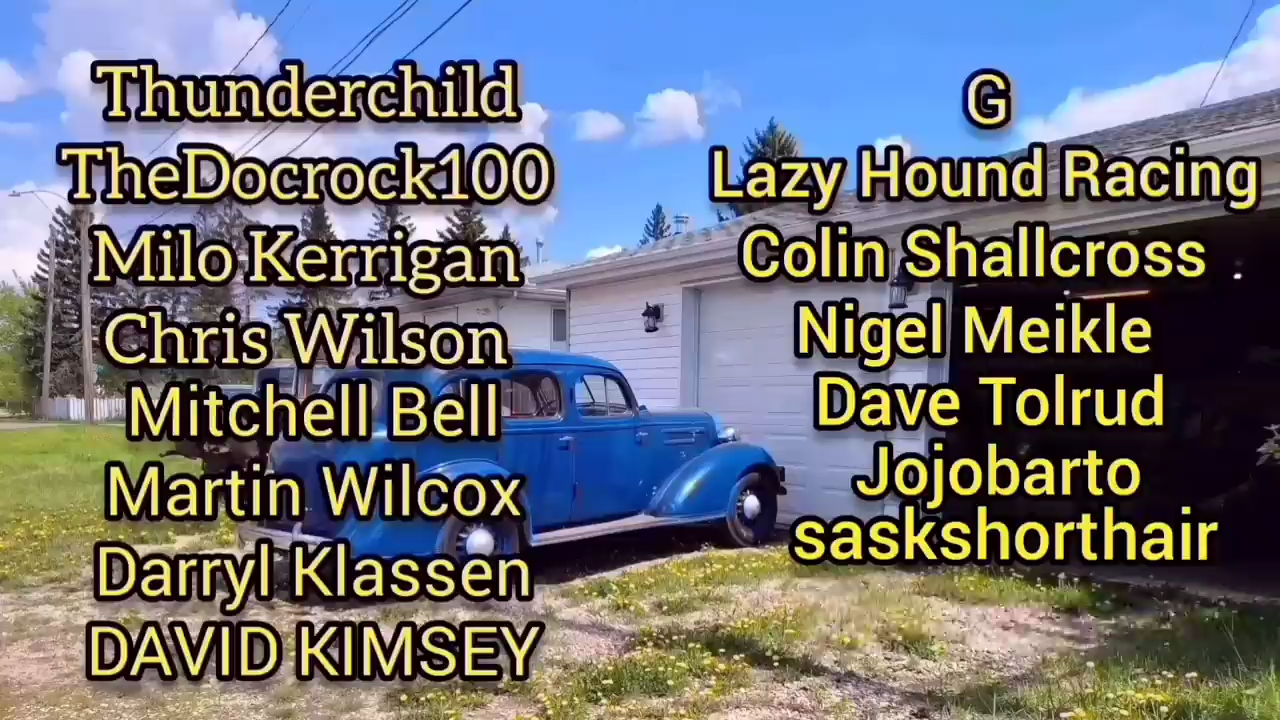 Thunderchild
TheDocrock100
Milo Kerrigan
Chris Wilson
Mitchell Bell
Martin Wilcox
Darryl Klassen
DAVID KIMSEY
G
Lazy Hound Racing
Colin Shallcross
Nigel Meikle
Dave Tolrud
Jojobarto
saskshorthair